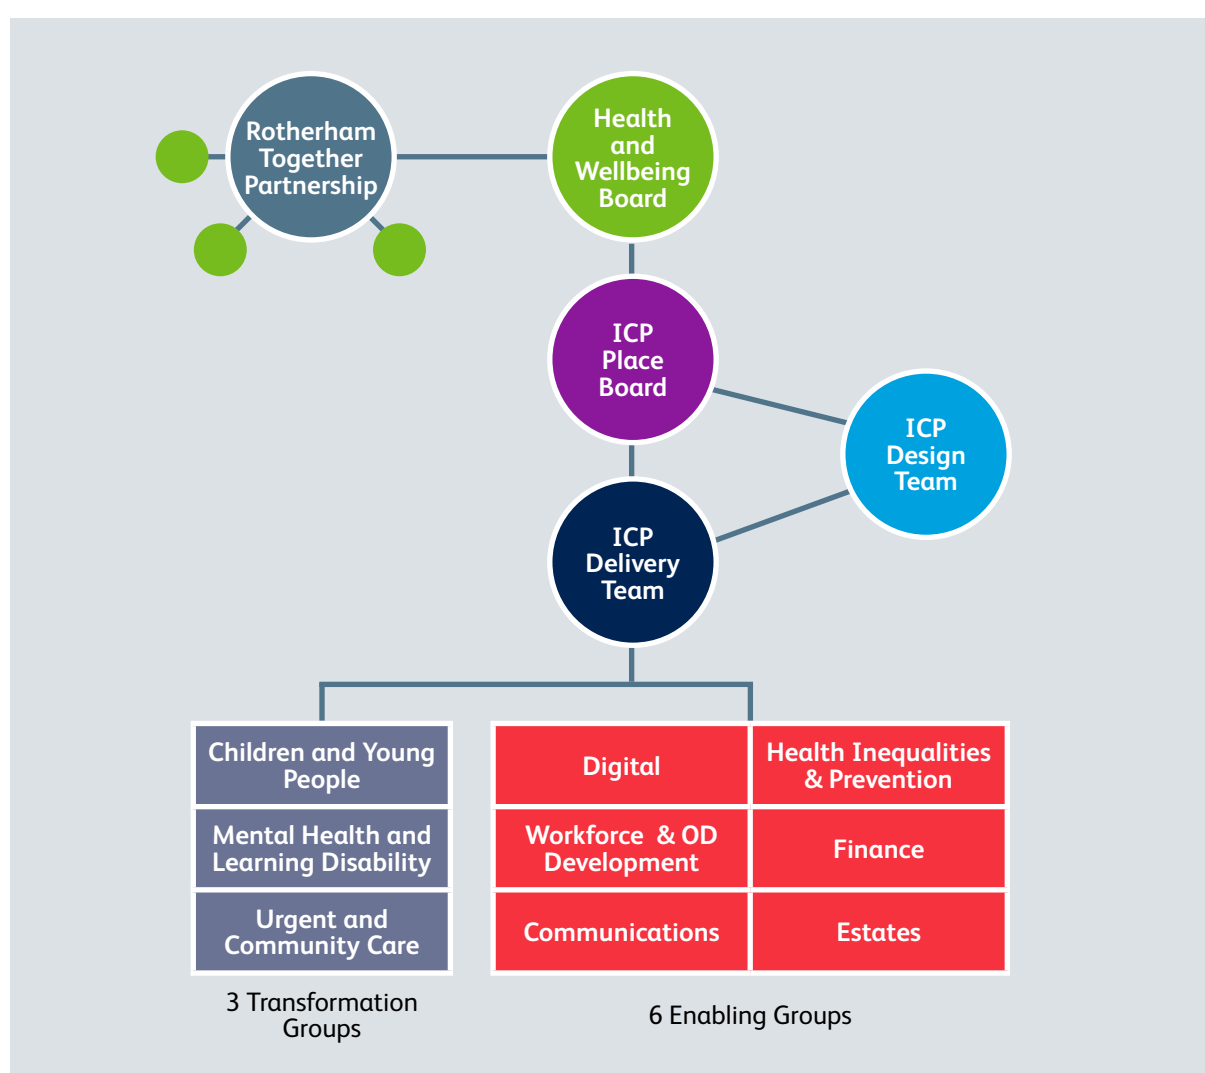 Rotherham
Together
Partnership
Health
and
Wellbeing
Board
ICP
Place
Board
ICP
Design
Team
ICP
Delivery
Team
Children and Young
People
Mental Health and
Learning Disability
Urgent and
Community Care
3 Transformation
Groups
Digital
Health Inequalities
& Prevention
Workforce & OD
Development
Finance
Communications
Estates
6 Enabling Groups